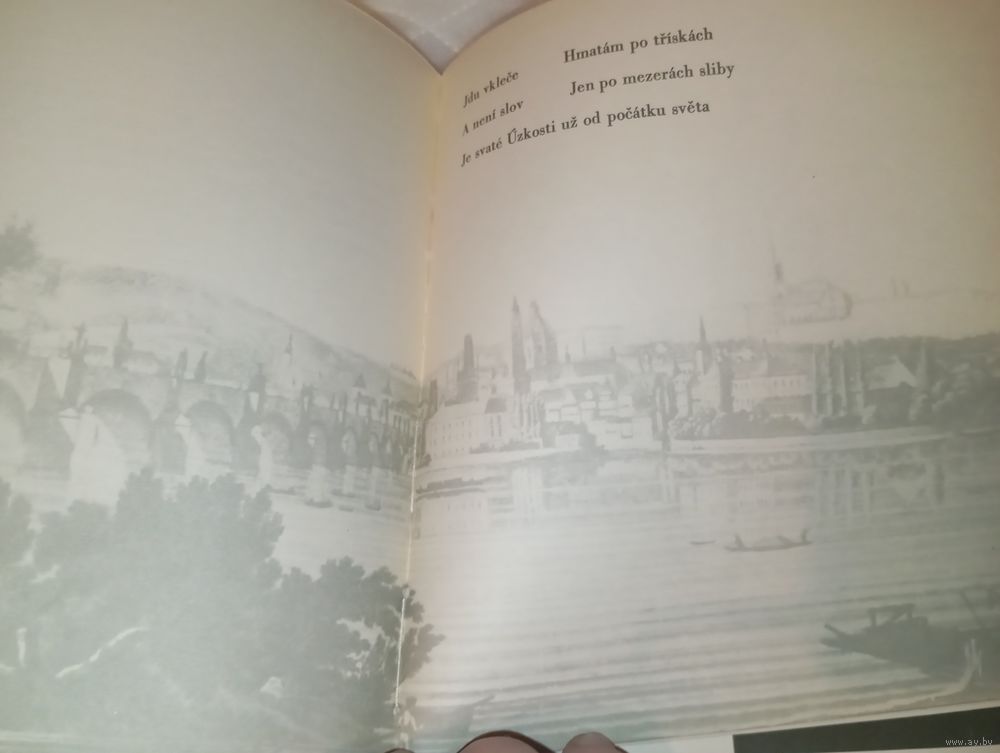 Jdu vkleče Hmatám po třískách
A není slov Jen po mezerách sliby
Je svaté Úzkosti už od počátku světa
www.ay.by